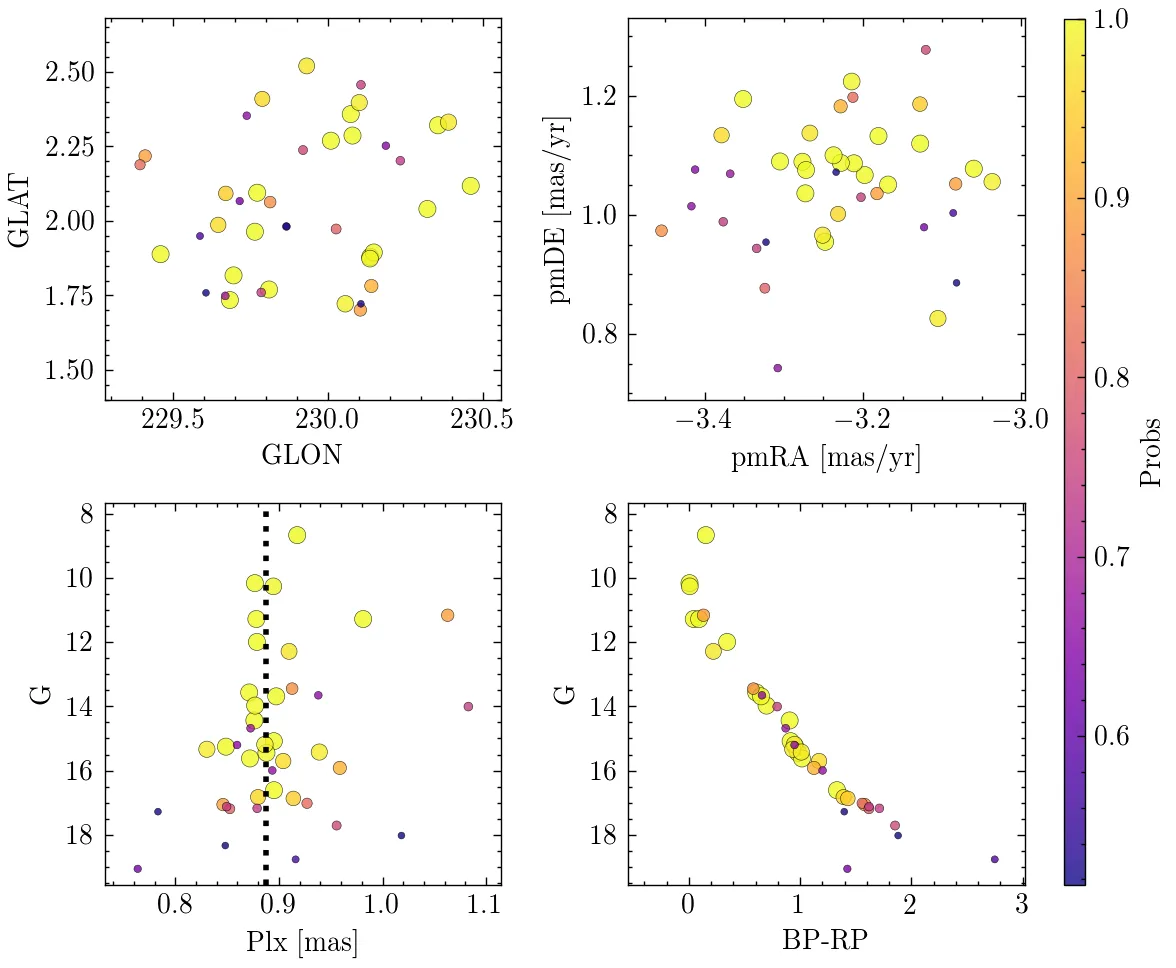 2.50
2.25
2.00
1.75
1.50
GLAT
229.5 230.0 230.5
GLON
1.2
1.0
0.8
pmDE [mas/yr]
−3.4 −3.2 −3.0
pmRA [mas/yr]
8
10
12
14
16
18
G
0.8 0.9 1.0 1.1
Plx [mas]
8
10
12
14
16
18
G
0 1 2 3
BP-RP
1.0
0.9
0.8
0.7
0.6
Probs